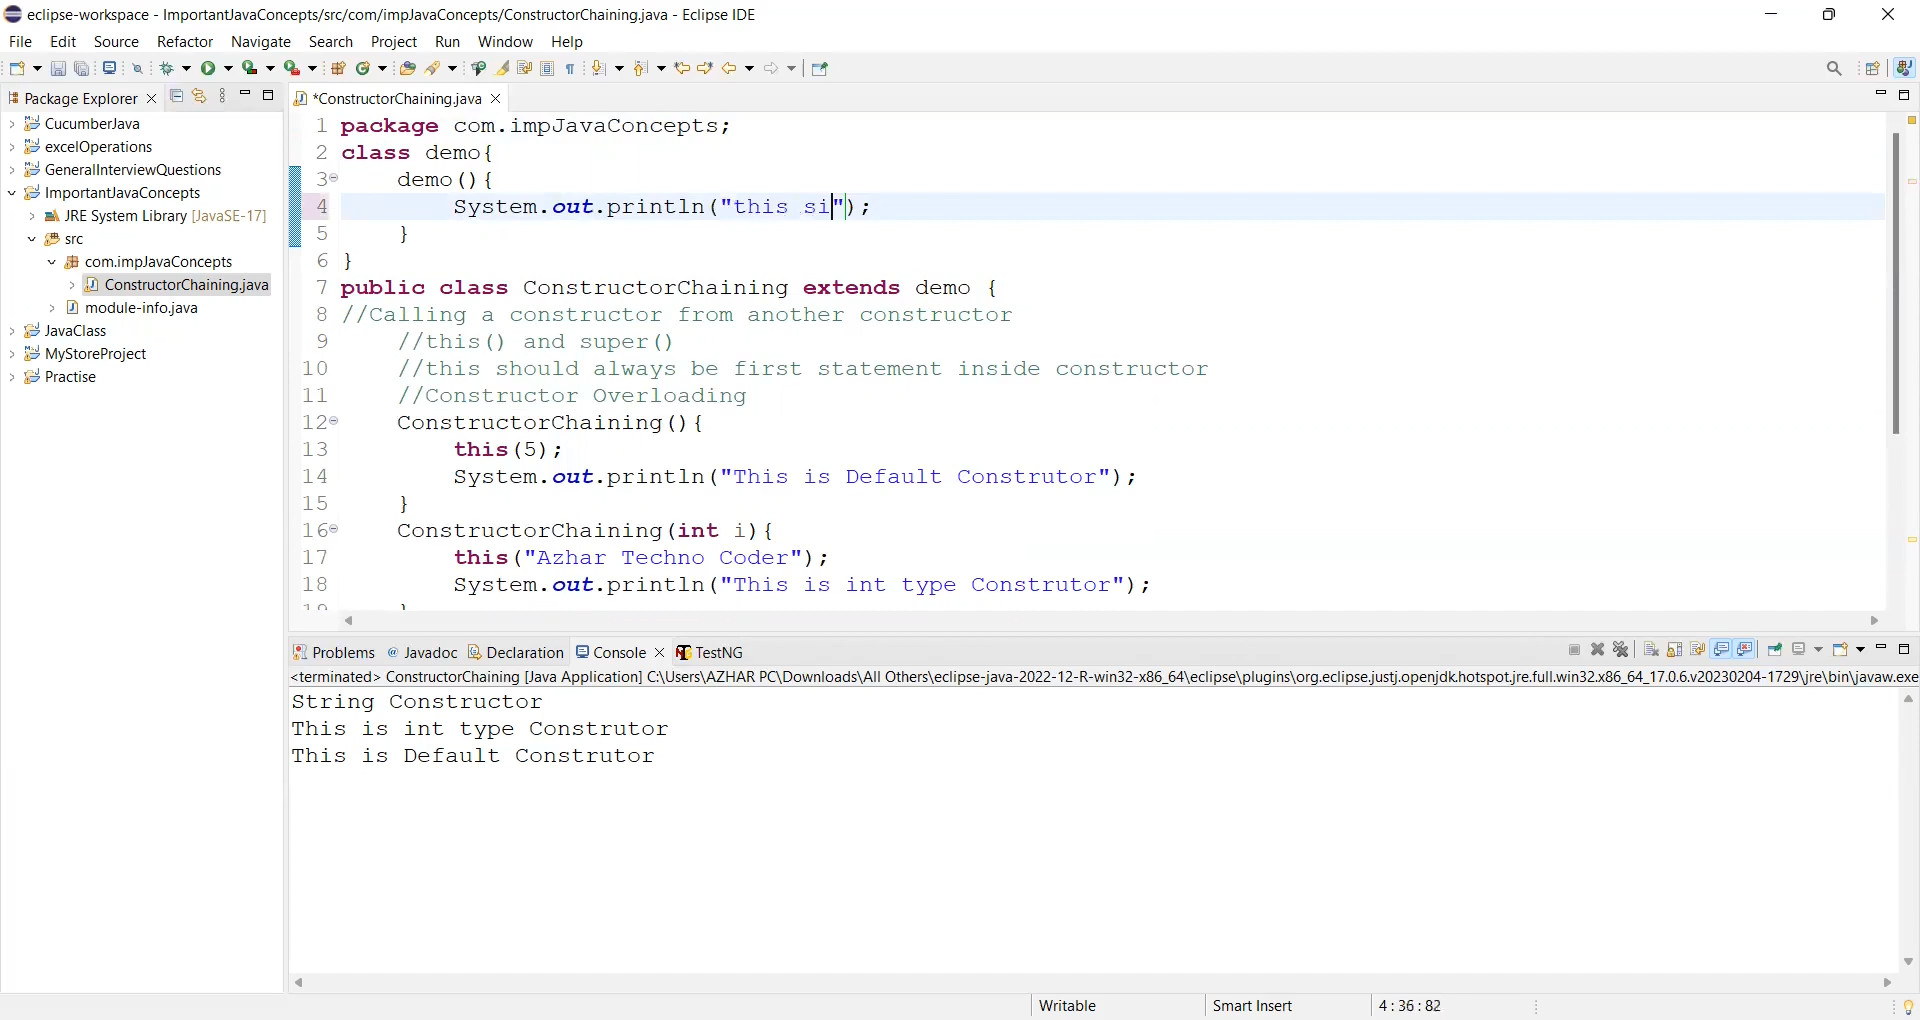 eclipse-workspace - ImportantJavaConcepts/src/com/impJavaConcepts/ConstructorChaining.java - Eclipse IDE
File Edit Source Refactor Navigate Search Project Run Window Help
Package Explorer
CucumberJava
excelOperations
GeneralInterviewQuestions
ImportantJavaConcepts
JRE System Library [JavaSE-17]
src
com.impJavaConcepts
ConstructorChaining.java
module-info.java
JavaClass
MyStoreProject
Practise
*ConstructorChaining.java
1 package com.impJavaConcepts;
2 class demo{
3 demo(){
4 System.out.println("this si");
5 }
6 }
7 public class ConstructorChaining extends demo {
8 //Calling a constructor from another constructor
9 //this() and super()
10 //this should always be first statement inside constructor
11 //Constructor Overloading
12 ConstructorChaining(){
13 this(5);
14 System.out.println("This is Default Construtor");
15 }
16 ConstructorChaining(int i){
17 this("Azhar Techno Coder");
18 System.out.println("This is int type Construtor");
Problems @ Javadoc Declaration Console TestNG
<terminated> ConstructorChaining [Java Application] C:\Users\AZHAR PC\Downloads\All Others\eclipse-java-2022-12-R-win32-x86_64\eclipse\plugins\org.eclipse.justj.openjdk.hotspot.jre.full.win32.x86_64_17.0.6.v20230204-1729\jre\bin\javaw.exe
String Constructor
This is int type Construtor
This is Default Construtor
Writable
Smart Insert
4 : 36 : 82